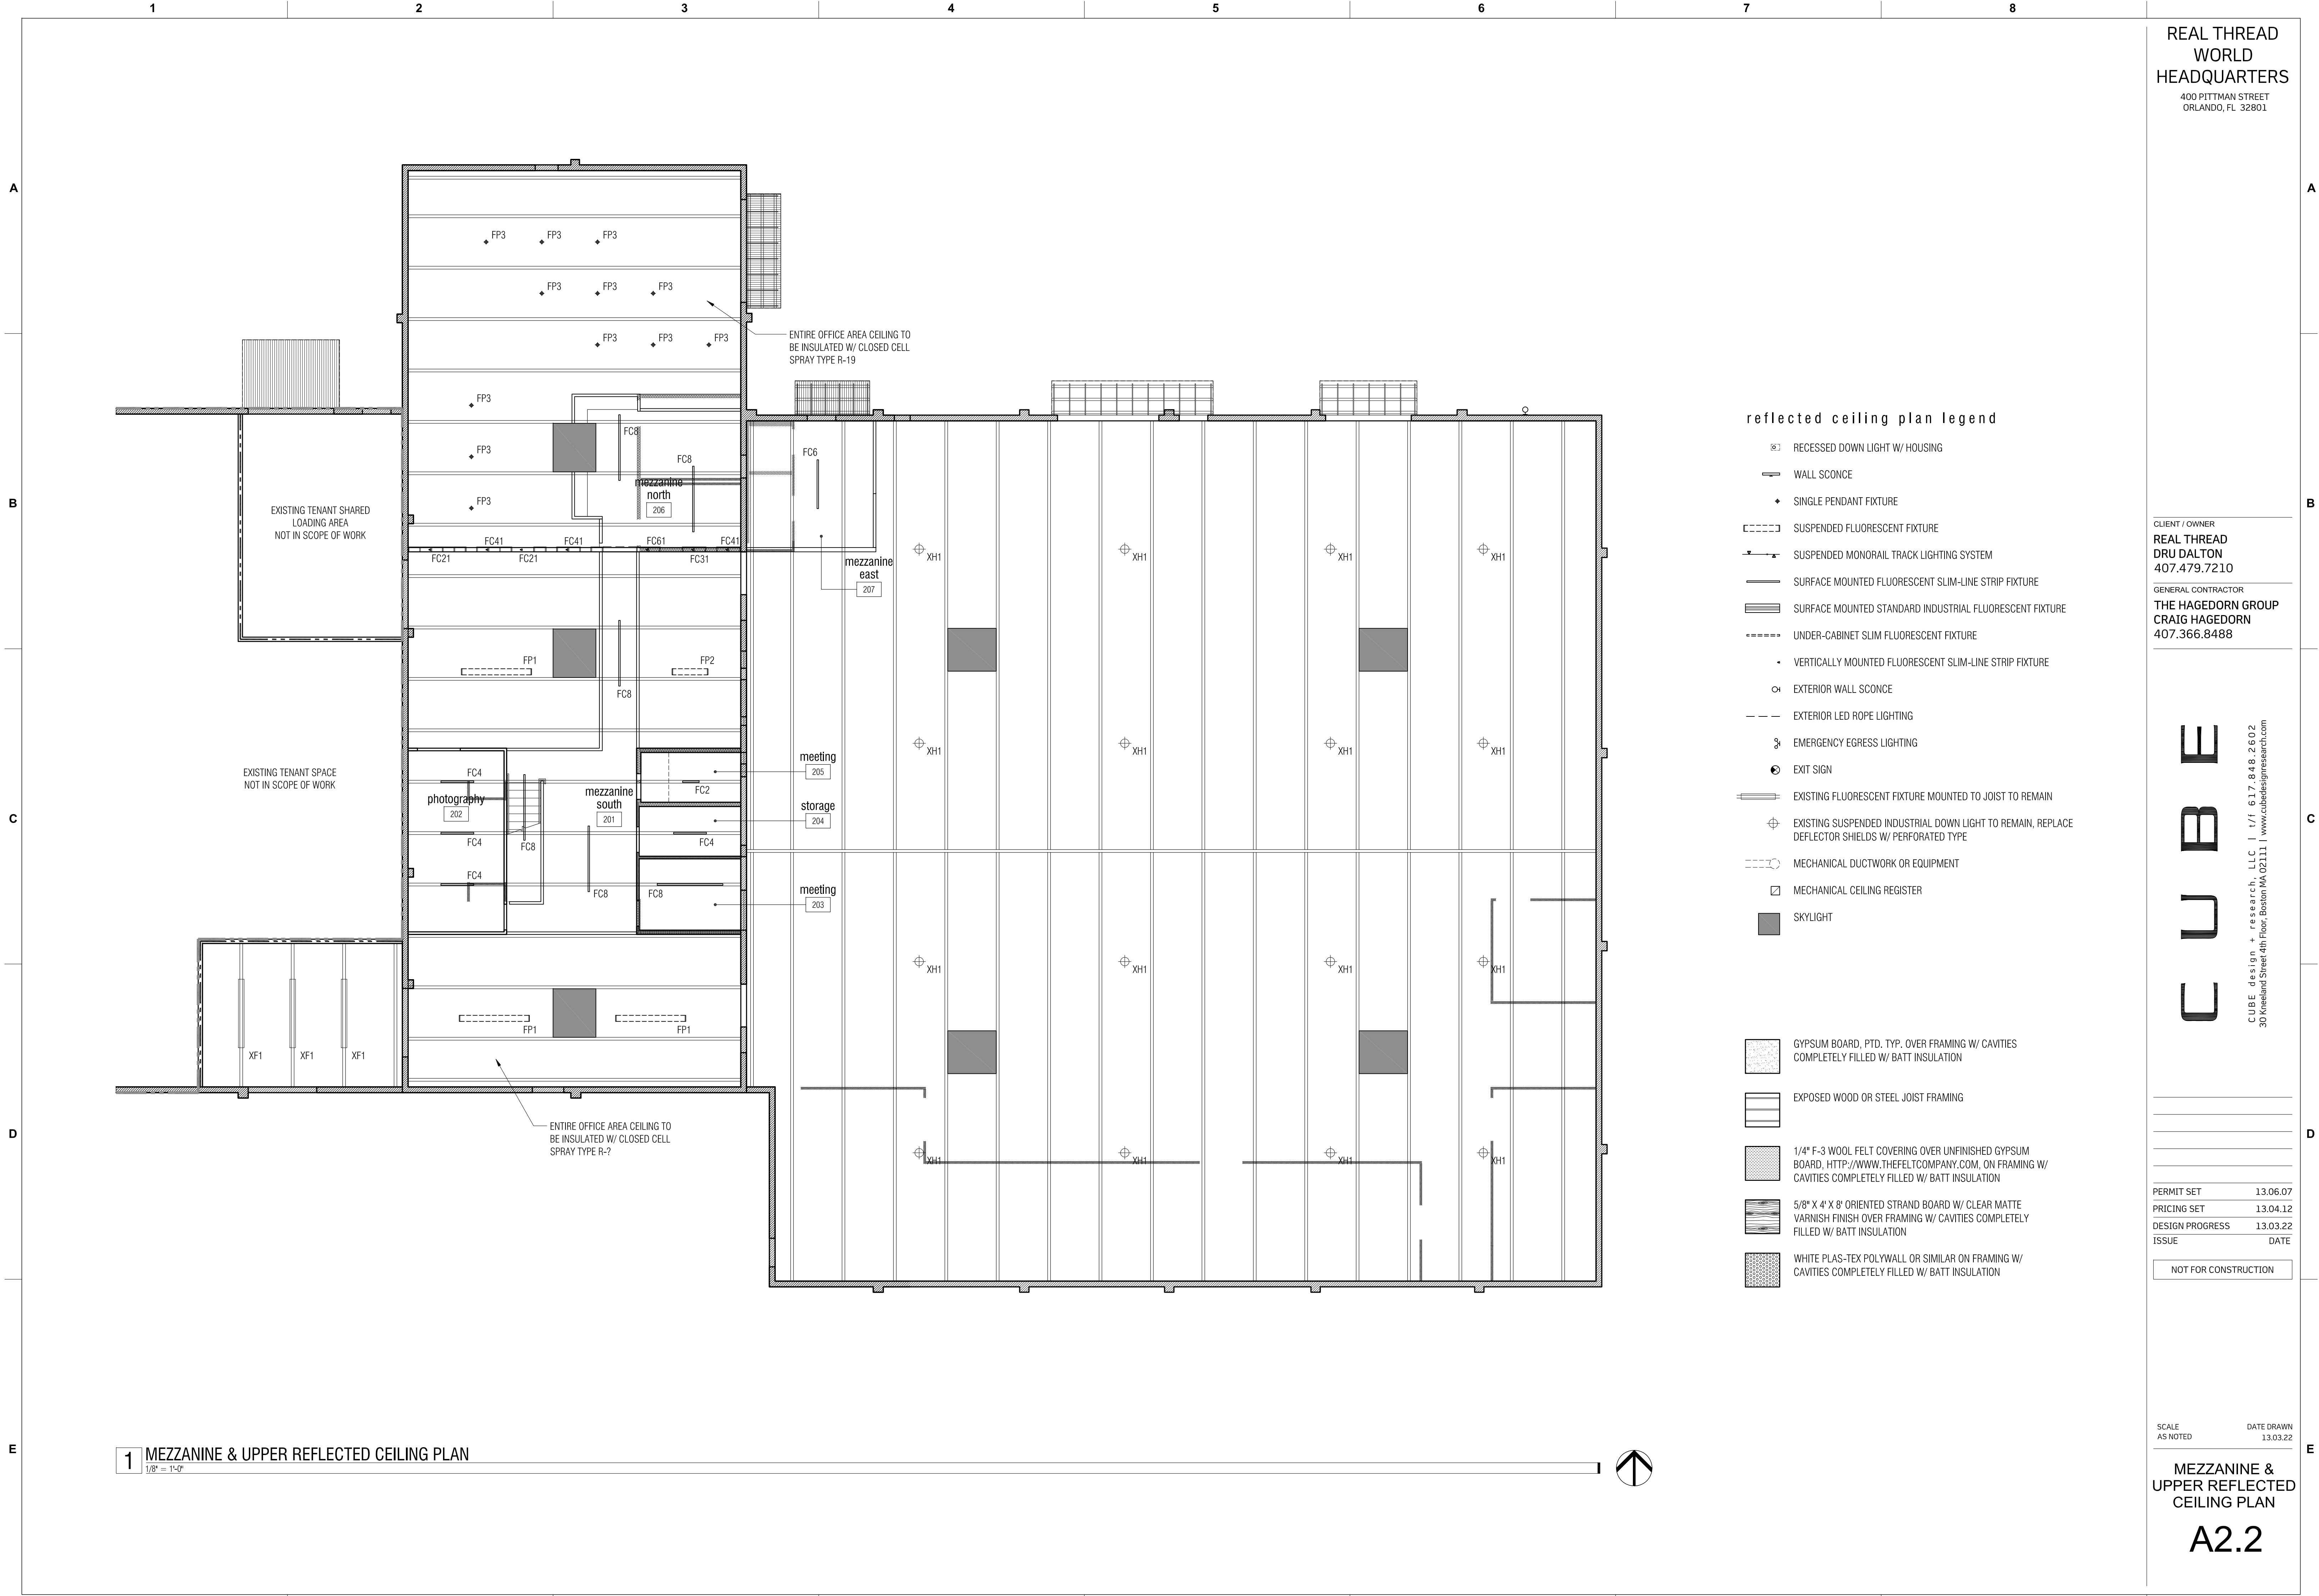 1 2 3 4 5 6 7 8
A
B
C
D
E
A
B
C
D
E
FP3 FP3 FP3
FP3 FP3 FP3
FP3 FP3 FP3
ENTIRE OFFICE AREA CEILING TO
BE INSULATED W/ CLOSED CELL
SPRAY TYPE R-19
FP3
FP3
FP3
FC8
FC8
FC6
mezzanine
north
206
EXISTING TENANT SHARED
LOADING AREA
NOT IN SCOPE OF WORK
FC41 FC41 FC61 FC41
FC21 FC21 FC31
mezzanine
east
207
XH1 XH1 XH1 XH1
FP1 FP2
FC8
XH1 XH1 XH1 XH1
EXISTING TENANT SPACE
NOT IN SCOPE OF WORK
FC4
photography
202
FC4
FC8
FC4
mezzanine
south
201
FC2
FC4
FC8 FC8
meeting
205
storage
204
meeting
203
XH1 XH1 XH1 XH1
FP1 FP1
XF1 XF1 XF1
ENTIRE OFFICE AREA CEILING TO
BE INSULATED W/ CLOSED CELL
SPRAY TYPE R-?
XH1 XH1 XH1 XH1
reflected ceiling plan legend
RECESSED DOWN LIGHT W/ HOUSING
WALL SCONCE
SINGLE PENDANT FIXTURE
SUSPENDED FLUORESCENT FIXTURE
SUSPENDED MONORAIL TRACK LIGHTING SYSTEM
SURFACE MOUNTED FLUORESCENT SLIM-LINE STRIP FIXTURE
SURFACE MOUNTED STANDARD INDUSTRIAL FLUORESCENT FIXTURE
UNDER-CABINET SLIM FLUORESCENT FIXTURE
VERTICALLY MOUNTED FLUORESCENT SLIM-LINE STRIP FIXTURE
EXTERIOR WALL SCONCE
EXTERIOR LED ROPE LIGHTING
EMERGENCY EGRESS LIGHTING
EXIT SIGN
EXISTING FLUORESCENT FIXTURE MOUNTED TO JOIST TO REMAIN
EXISTING SUSPENDED INDUSTRIAL DOWN LIGHT TO REMAIN, REPLACE
DEFLECTOR SHIELDS W/ PERFORATED TYPE
MECHANICAL DUCTWORK OR EQUIPMENT
MECHANICAL CEILING REGISTER
SKYLIGHT
GYPSUM BOARD, PTD. TYP. OVER FRAMING W/ CAVITIES
COMPLETELY FILLED W/ BATT INSULATION
EXPOSED WOOD OR STEEL JOIST FRAMING
1/4" F-3 WOOL FELT COVERING OVER UNFINISHED GYPSUM
BOARD, HTTP://WWW.THEFELTCOMPANY.COM, ON FRAMING W/
CAVITIES COMPLETELY FILLED W/ BATT INSULATION
5/8" X 4' X 8' ORIENTED STRAND BOARD W/ CLEAR MATTE
VARNISH FINISH OVER FRAMING W/ CAVITIES COMPLETELY
FILLED W/ BATT INSULATION
WHITE PLAS-TEX POLYWALL OR SIMILAR ON FRAMING W/
CAVITIES COMPLETELY FILLED W/ BATT INSULATION
1 MEZZANINE & UPPER REFLECTED CEILING PLAN
1/8" = 1'-0"
REAL THREAD
WORLD
HEADQUARTERS
400 PITTMAN STREET
ORLANDO, FL 32801
CLIENT / OWNER
REAL THREAD
DRU DALTON
407.479.7210
GENERAL CONTRACTOR
THE HAGEDORN GROUP
CRAIG HAGEDORN
407.366.8488
CUBE
CUBE design + research, LLC | t/f 617.848.2602
30 Kneeland Street 4th Floor, Boston MA 02111 | www.cubedesignresearch.com
PERMIT SET 13.06.07
PRICING SET 13.04.12
DESIGN PROGRESS 13.03.22
ISSUE DATE
NOT FOR CONSTRUCTION
SCALE DATE DRAWN
AS NOTED 13.03.22
MEZZANINE &
UPPER REFLECTED
CEILING PLAN
A2.2